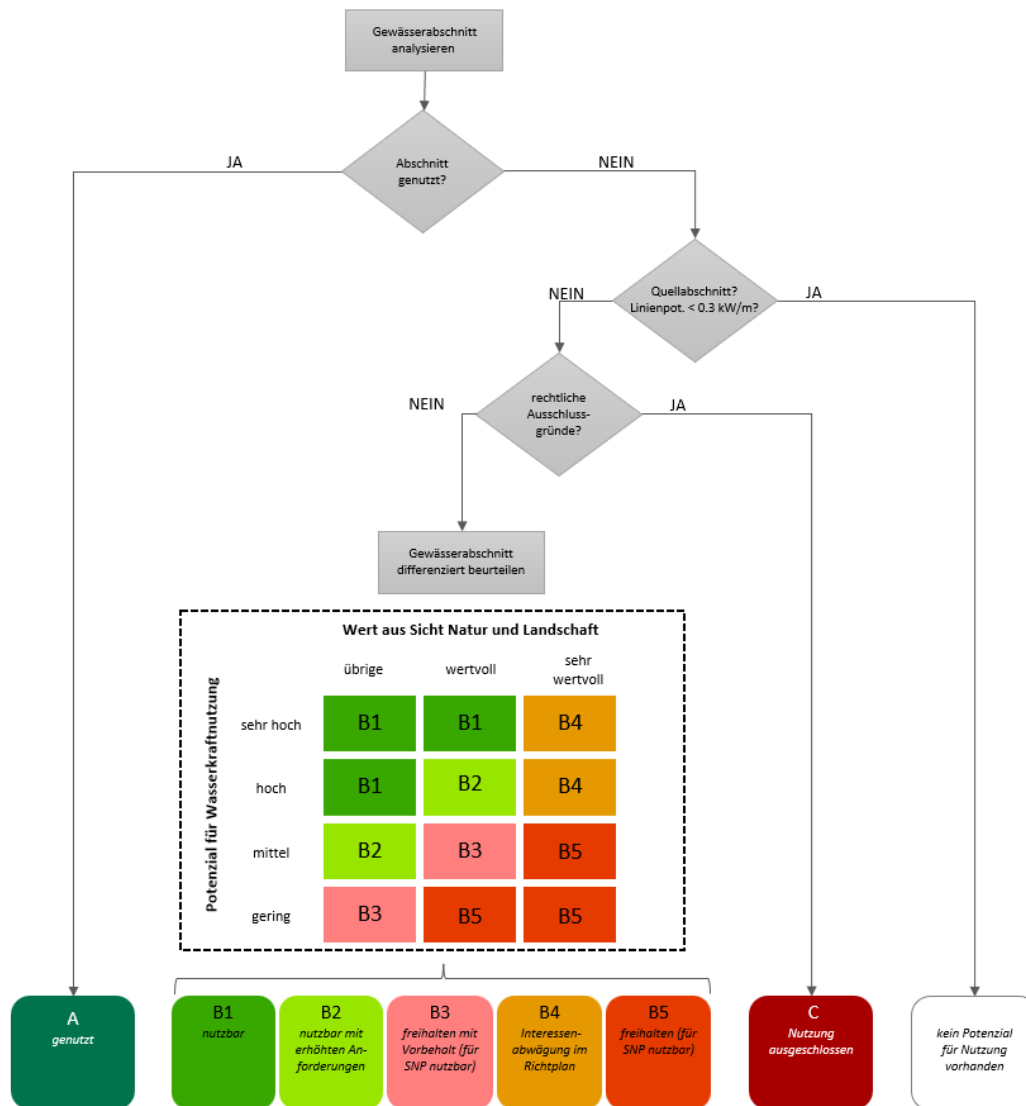 Gewässerabschnitt
analysieren
JA
Abschnitt
genutzt?
NEIN
NEIN
Quellabschnitt?
Linienpot. < 0.3 kW/m?
JA
NEIN
rechtliche
Ausschluss-
gründe?
JA
Gewässerabschnitt
differenziert beurteilen
Wert aus Sicht Natur und Landschaft
Potenzial für Wasserkraftnutzung
übrige
wertvoll
sehr
wertvoll
sehr hoch
B1
B1
B4
hoch
B1
B2
B4
mittel
B2
B3
B5
gering
B3
B5
B5
A
genutzt
B1
nutzbar
B2
nutzbar mit
erhöhten An-
forderungen
B3
freihalten mit
Vorbehalt (für
SNP nutzbar)
B4
Interessen-
abwägung im
Richtplan
B5
freihalten (für
SNP nutzbar)
C
Nutzung
ausgeschlossen
kein Potenzial
für Nutzung
vorhanden